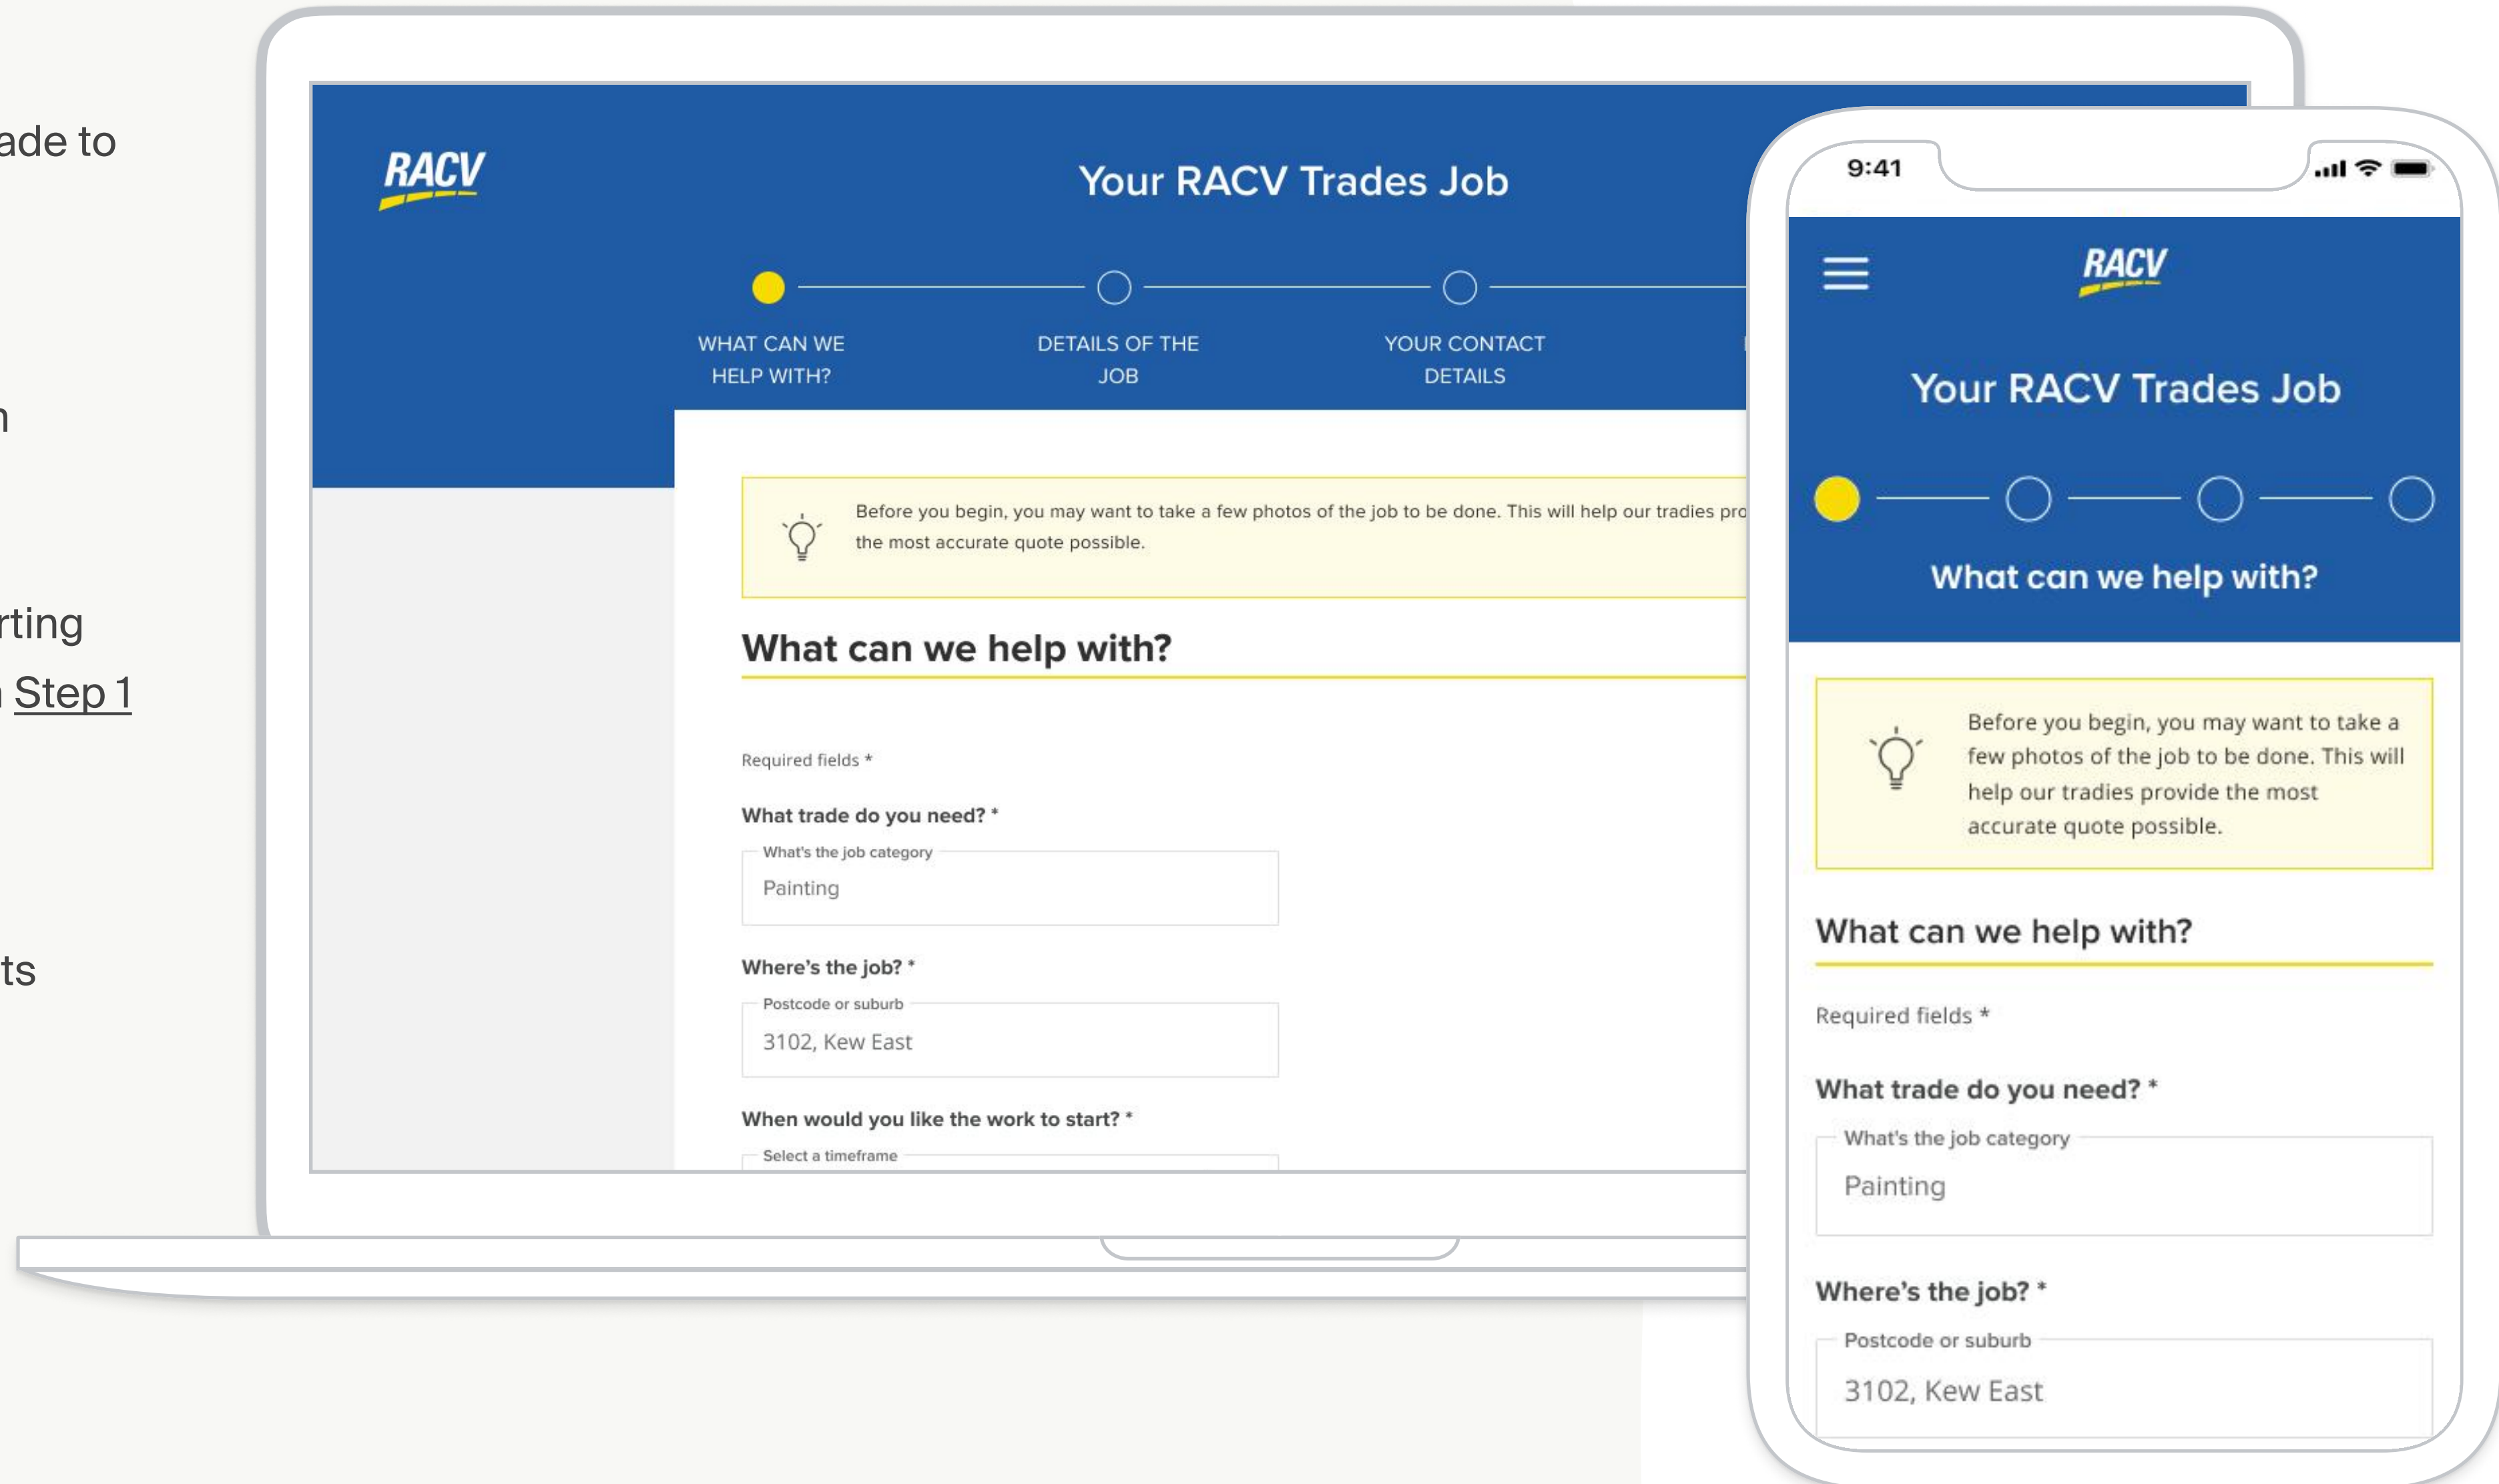 ade to
n
rting
Step 1
ts
RACV
Your RACV Trades Job
WHAT CAN WE
HELP WITH?
DETAILS OF THE
JOB
YOUR CONTACT
DETAILS
Before you begin, you may want to take a few photos of the job to be done. This will help our tradies pro
the most accurate quote possible.
What can we help with?
Required fields *
What trade do you need? *
What's the job category
Painting
Where's the job? *
Postcode or suburb
3102, Kew East
When would you like the work to start? *
Select a timeframe
9:41
RACV
Your RACV Trades Job
What can we help with?
Before you begin, you may want to take a
few photos of the job to be done. This will
help our tradies provide the most
accurate quote possible.
What can we help with?
Required fields *
What trade do you need? *
What's the job category
Painting
Where's the job? *
Postcode or suburb
3102, Kew East